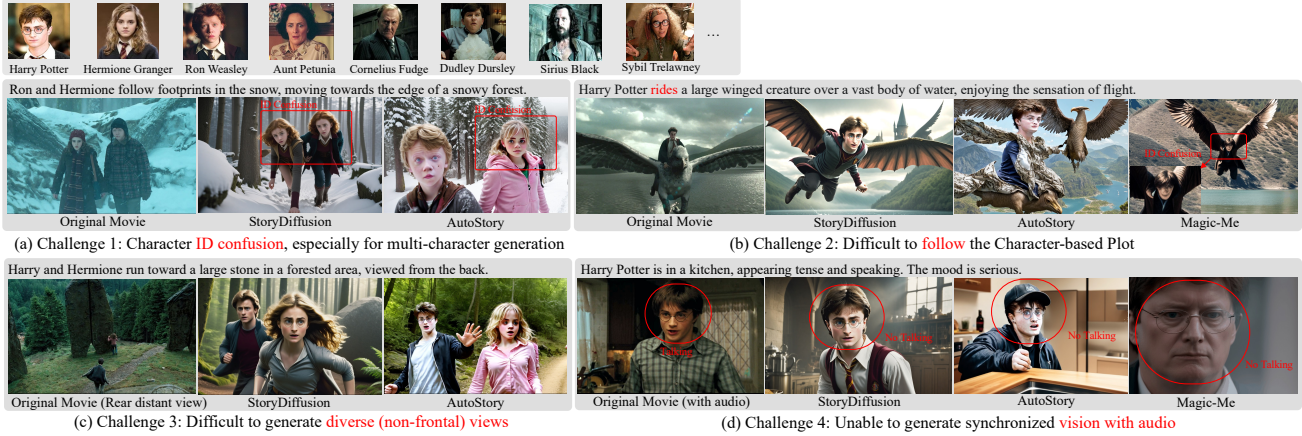 Harry Potter Hermione Granger Ron Weasley Aunt Petunia Cornelius Fudge Dudley Dursley Sirius Black Sybil Trelawney ...
Ron and Hermione follow footprints in the snow, moving towards the edge of a snowy forest.
ID Confusion
ID Confusion
Original Movie StoryDiffusion AutoStory
(a) Challenge 1: Character ID confusion, especially for multi-character generation
Harry Potter rides a large winged creature over a vast body of water, enjoying the sensation of flight.
ID Confusion
Original Movie StoryDiffusion AutoStory Magic-Me
(b) Challenge 2: Difficult to follow the Character-based Plot
Harry and Hermione run toward a large stone in a forested area, viewed from the back.
Original Movie (Rear distant view) StoryDiffusion AutoStory
(c) Challenge 3: Difficult to generate diverse (non-frontal) views
Harry Potter is in a kitchen, appearing tense and speaking. The mood is serious.
Talking
No Talking
No Talking
No Talking
Original Movie (with audio) StoryDiffusion AutoStory Magic-Me
(d) Challenge 4: Unable to generate synchronized vision with audio